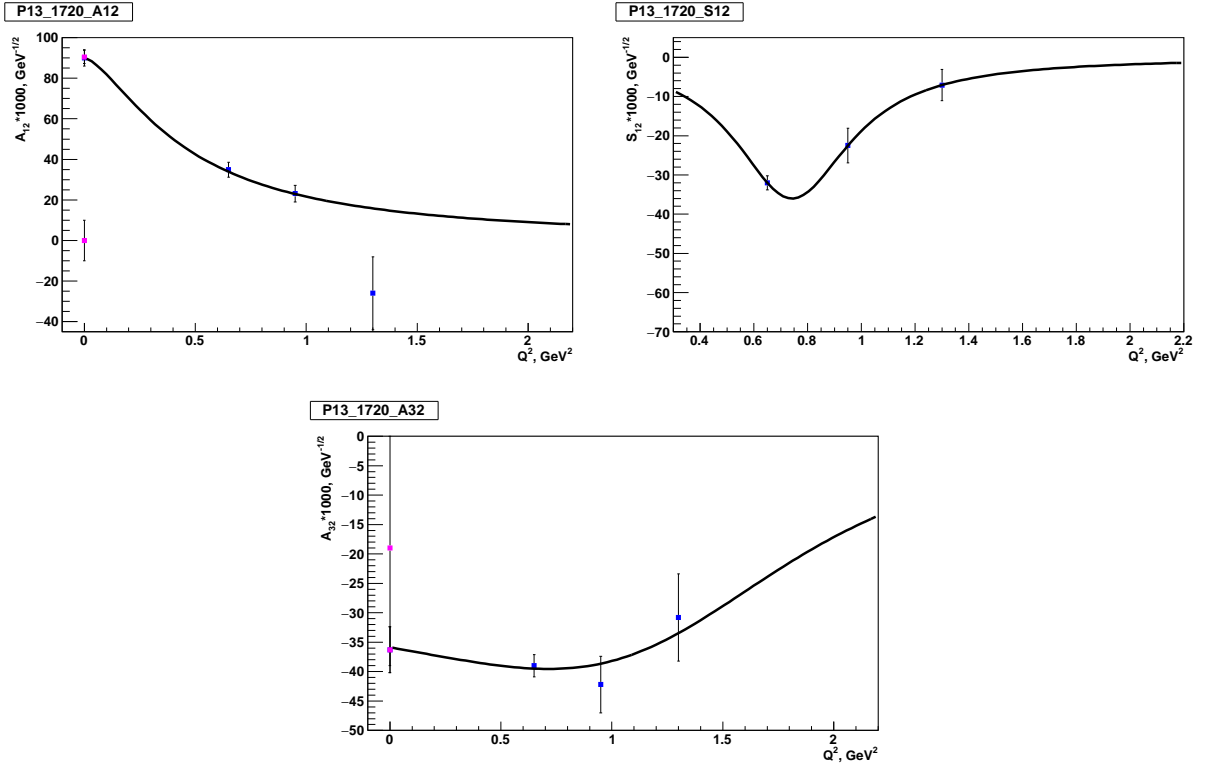 P13_1720_A12
A₁₂*1000, GeV⁻¹/²
100
80
60
40
20
0
−20
−40
0 0.5 1 1.5 2
Q², GeV²
P13_1720_S12
S₁₂*1000, GeV⁻¹/²
0
−10
−20
−30
−40
−50
−60
−70
0.4 0.6 0.8 1 1.2 1.4 1.6 1.8 2 2.2
Q², GeV²
P13_1720_A32
A₃₂*1000, GeV⁻¹/²
0
−5
−10
−15
−20
−25
−30
−35
−40
−45
−50
0 0.5 1 1.5 2
Q², GeV²